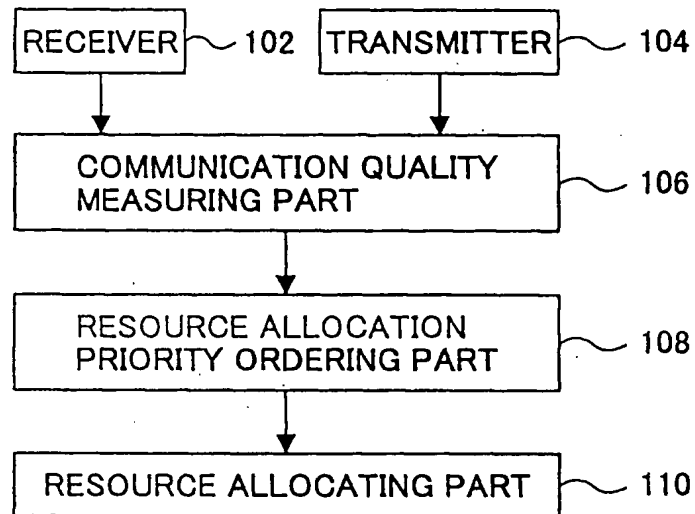 RECEIVER 102 TRANSMITTER 104
COMMUNICATION QUALITY
MEASURING PART 106
RESOURCE ALLOCATION
PRIORITY ORDERING PART 108
RESOURCE ALLOCATING PART 110